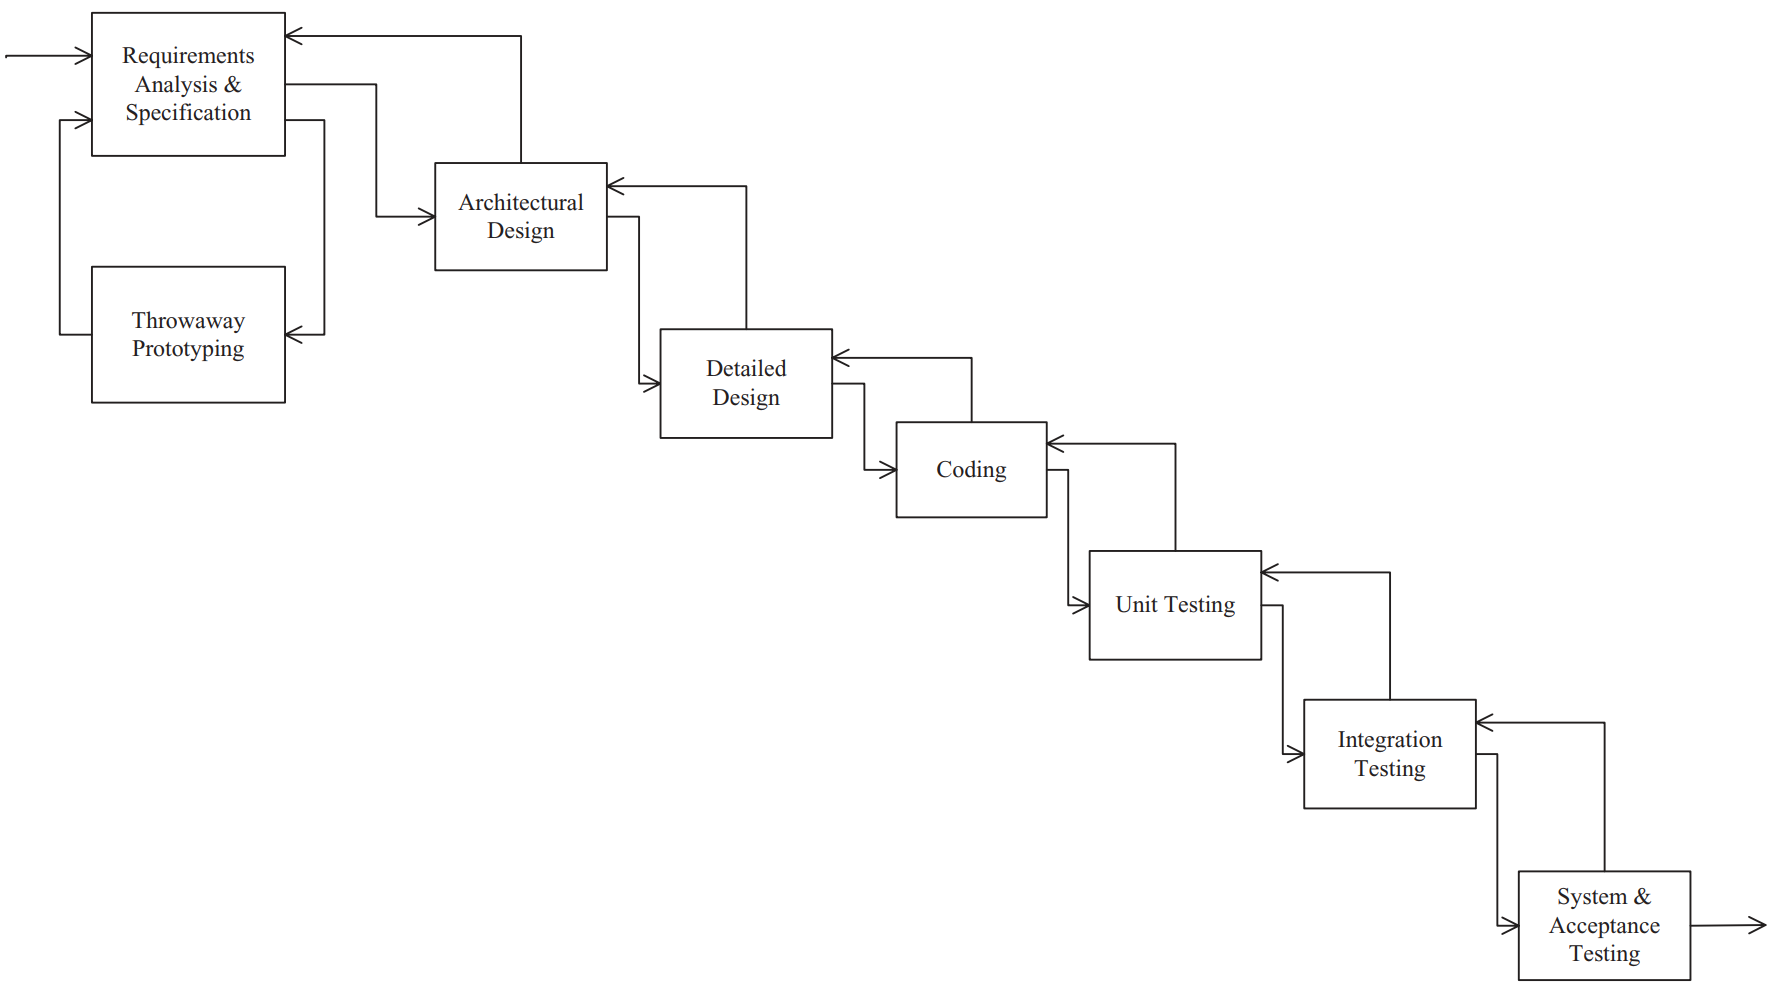 Requirements
Analysis &
Specification
Architectural
Design
Throwaway
Prototyping
Detailed
Design
Coding
Unit Testing
Integration
Testing
System &
Acceptance
Testing